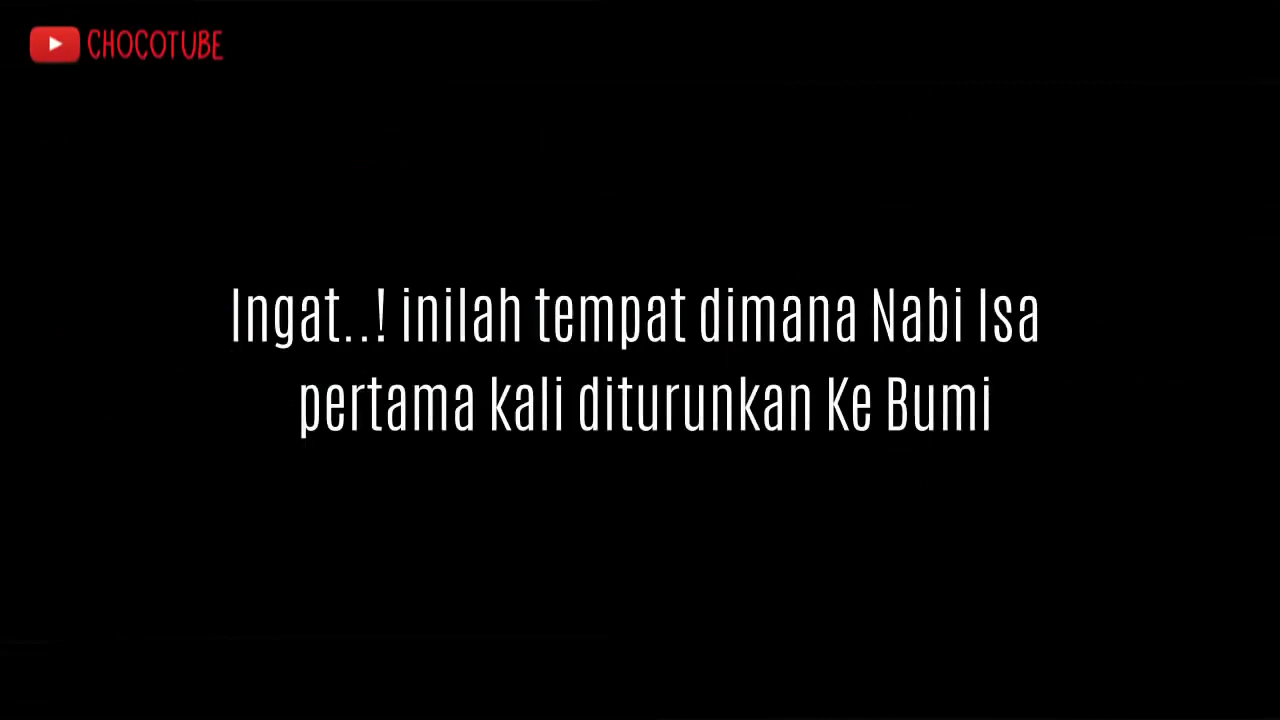 CHOCOTUBE
Ingat..! inilah tempat dimana Nabi Isa
pertama kali diturunkan Ke Bumi